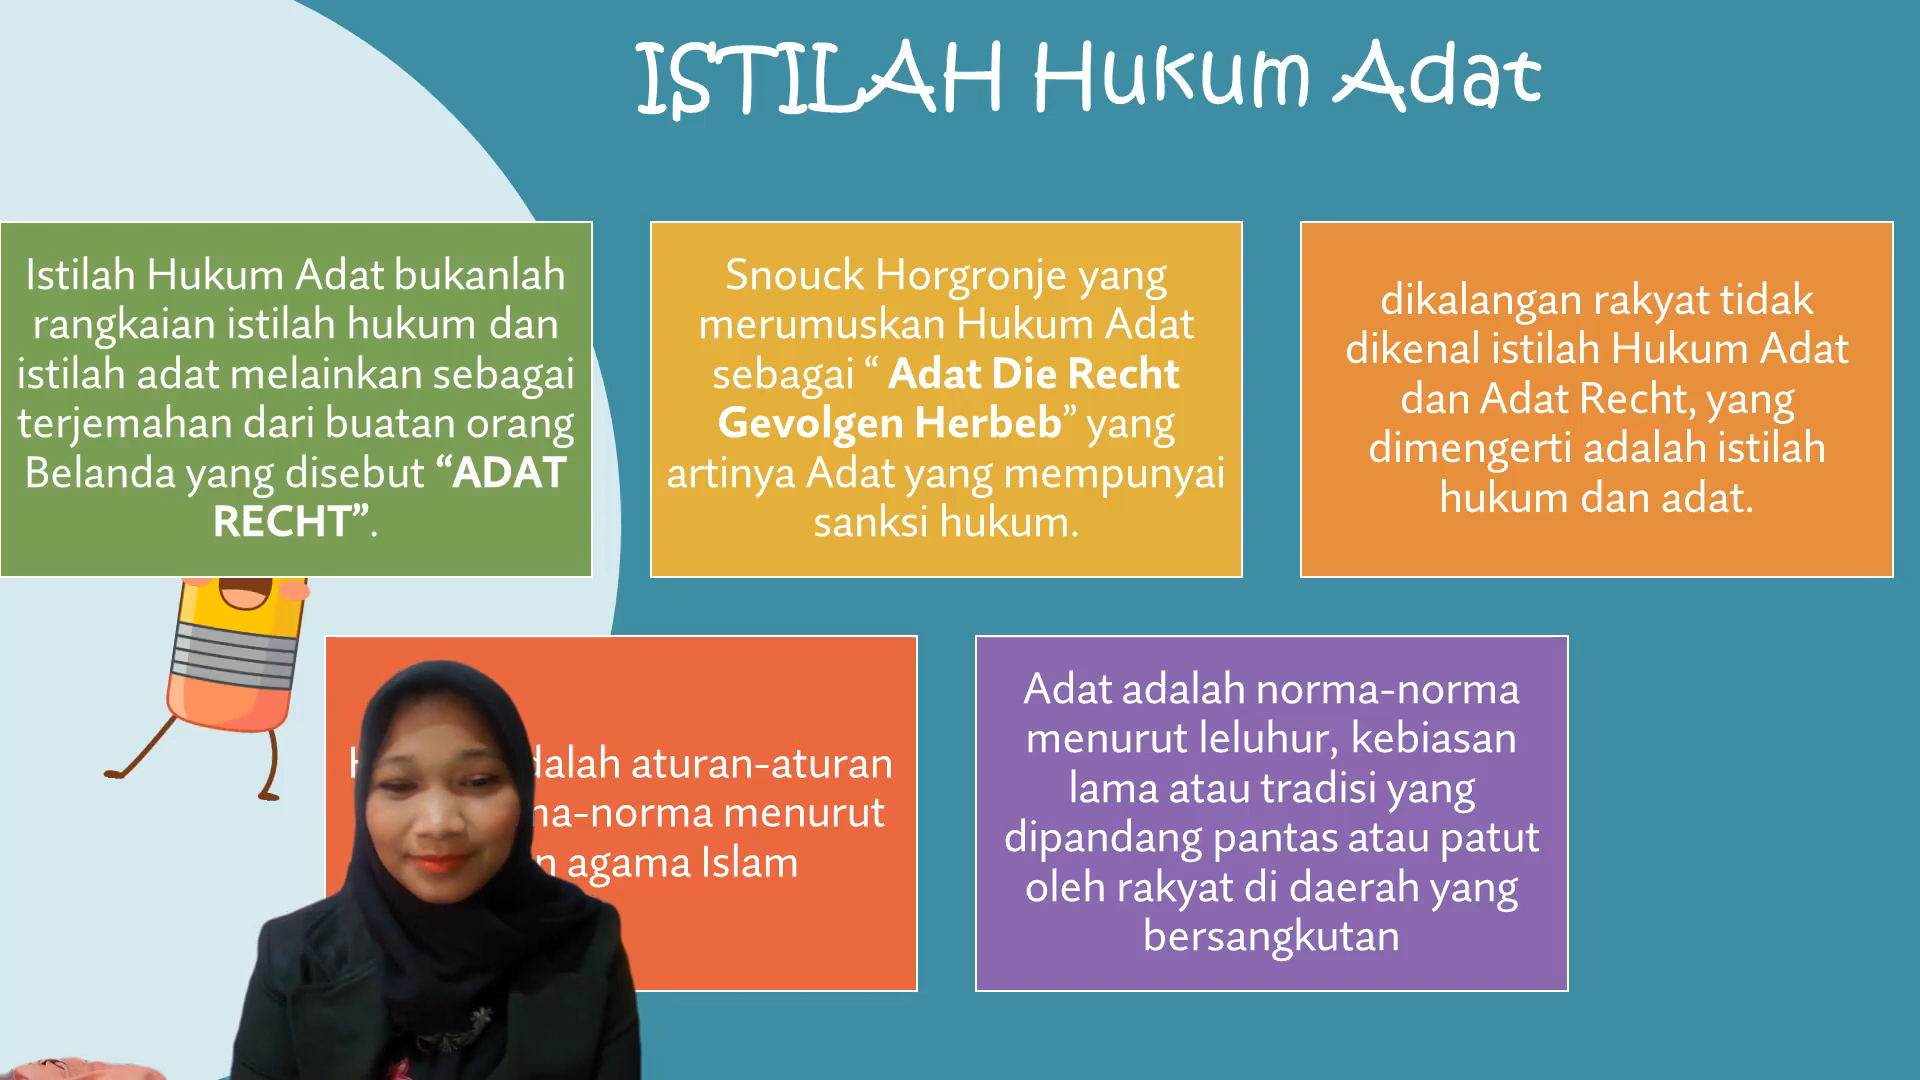 ISTILAH Hukum Adat
Istilah Hukum Adat bukanlah
rangkaian istilah hukum dan
istilah adat melainkan sebagai
terjemahan dari buatan orang
Belanda yang disebut “ADAT
RECHT”.
Snouck Horgronje yang
merumuskan Hukum Adat
sebagai “ Adat Die Recht
Gevolgen Herbeb” yang
artinya Adat yang mempunyai
sanksi hukum.
dikalangan rakyat tidak
dikenal istilah Hukum Adat
dan Adat Recht, yang
dimengerti adalah istilah
hukum dan adat.
aturan-aturan
menurut
agama Islam
Adat adalah norma-norma
menurut leluhur, kebiasan
lama atau tradisi yang
dipandang pantas atau patut
oleh rakyat di daerah yang
bersangkutan